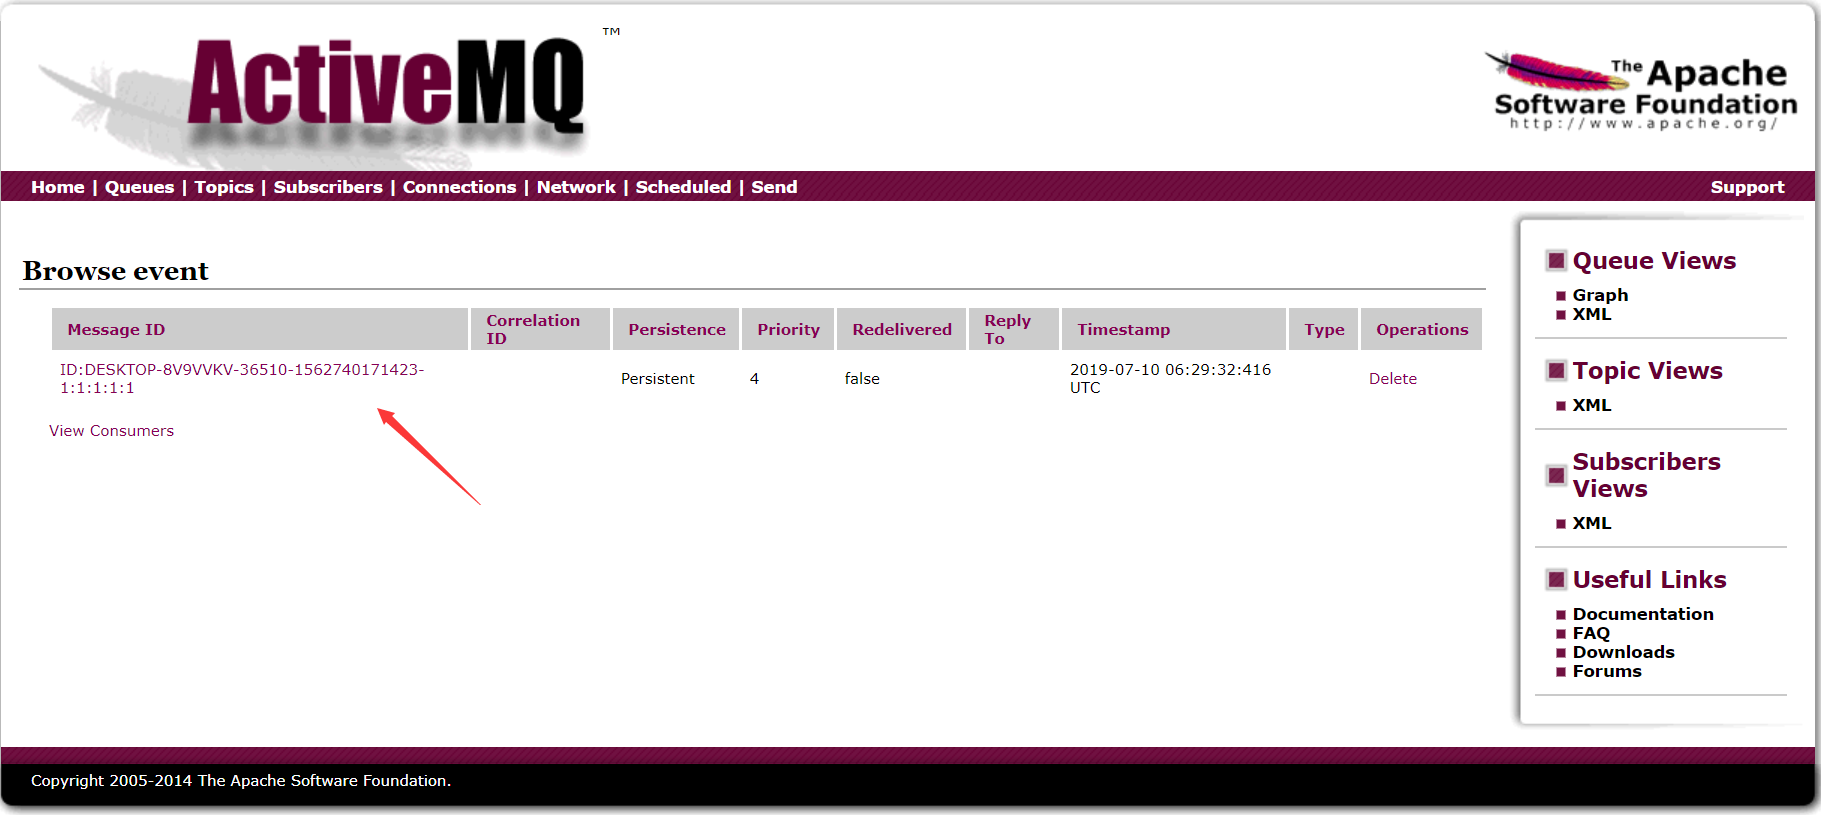 ActiveMQ
TM
The Apache
Software Foundation
http://www.apache.org/
Home | Queues | Topics | Subscribers | Connections | Network | Scheduled | Send
Support
Browse event
Message ID
Correlation
ID
Persistence
Priority
Redelivered
Reply
To
Timestamp
Type
Operations
ID:DESKTOP-8V9VVKV-36510-1562740171423-
1:1:1:1:1
Persistent
4
false
2019-07-10 06:29:32:416
UTC
Delete
View Consumers
Queue Views
Graph
XML
Topic Views
XML
Subscribers
Views
XML
Useful Links
Documentation
FAQ
Downloads
Forums
Copyright 2005-2014 The Apache Software Foundation.